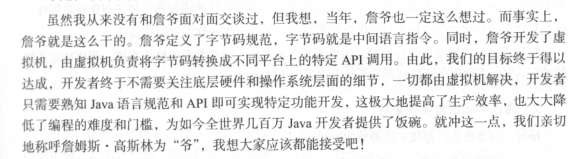 虽然我从来没有和詹爷面对面交谈过，但我想，当年，詹爷也一定这么想过。而事实上，
詹爷就是这么干的。詹爷定义了字节码规范，字节码就是中间语言指令。同时，詹爷开发了虚
拟机，由虚拟机负责将字节码转换成不同平台上的特定 API 调用。由此，我们的目标终于得以
达成，开发者终于不需要关注底层硬件和操作系统层面的细节，一切都由虚拟机解决，开发者
只需要熟知 Java 语言规范和 API 即可实现特定功能开发，这极大地提高了生产效率，也大大降
低了编程的难度和门槛，为如今全世界几百万 Java 开发者提供了饭碗。就冲这一点，我们亲切
地称呼詹姆斯·高斯林为“爷”，我想大家应该都能接受吧！